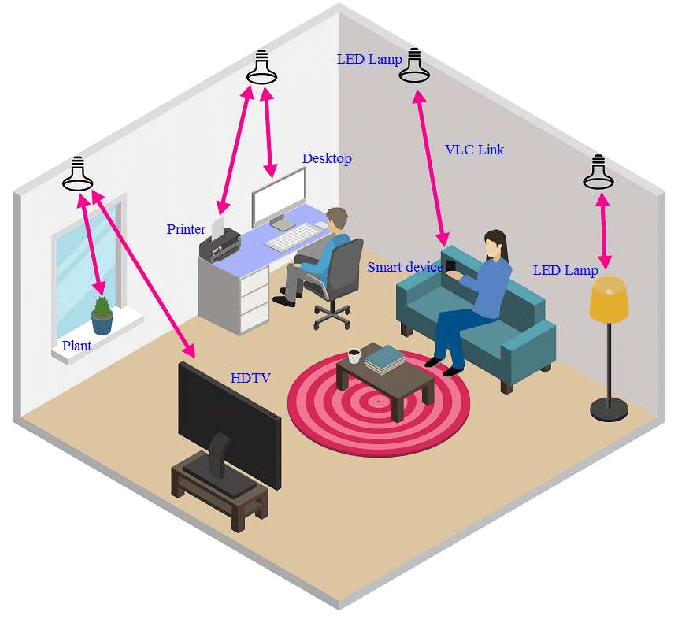 LED Lamp
VLC Link
Desktop
Printer
Smart device
LED Lamp
Plant
HDTV